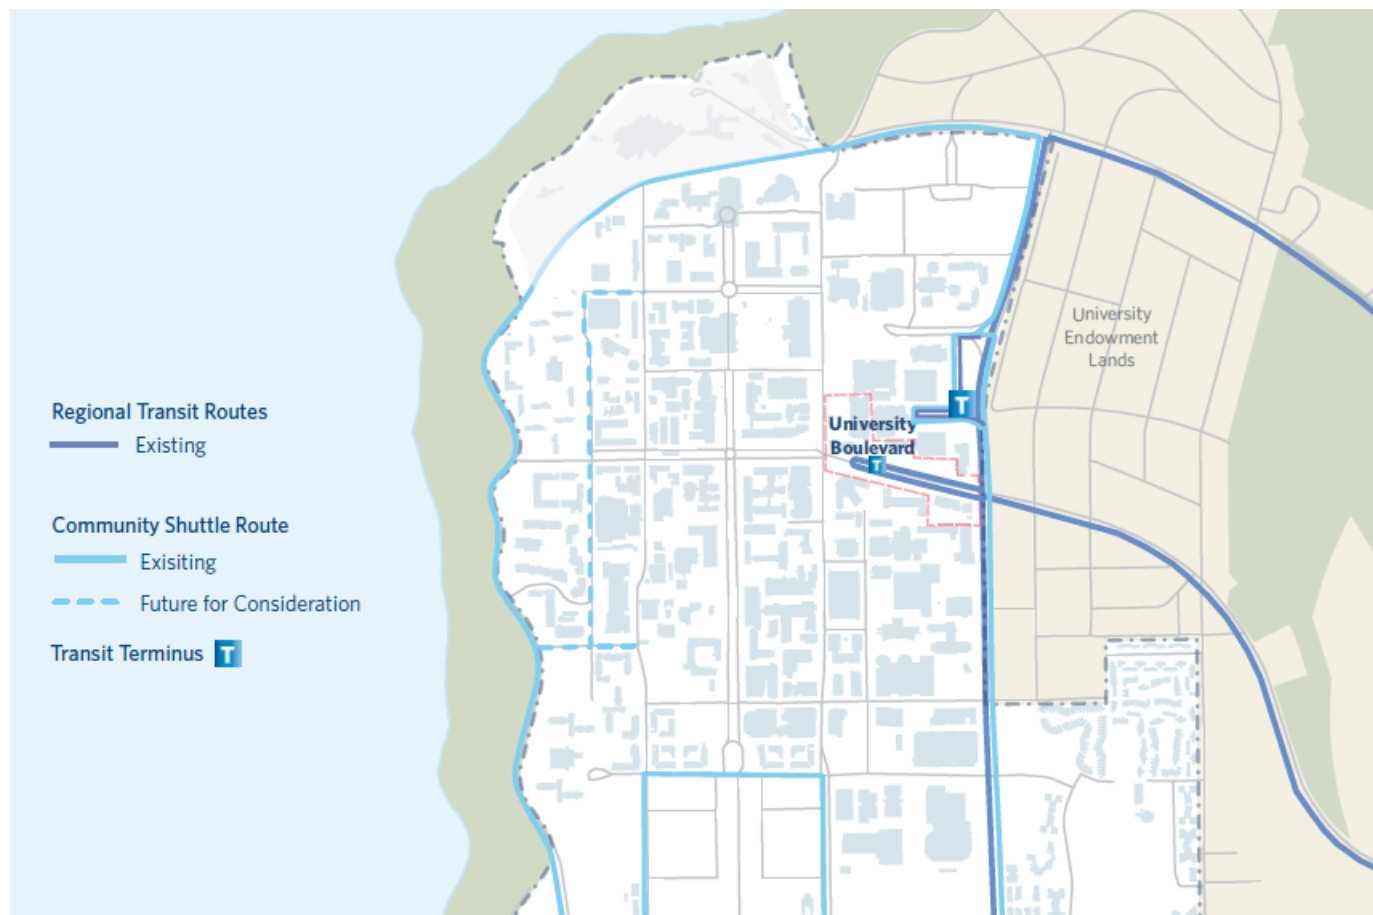 Regional Transit Routes
Existing
Community Shuttle Route
Exisiting
Future for Consideration
Transit Terminus T
University
Endowment
Lands
T
University
Boulevard
T